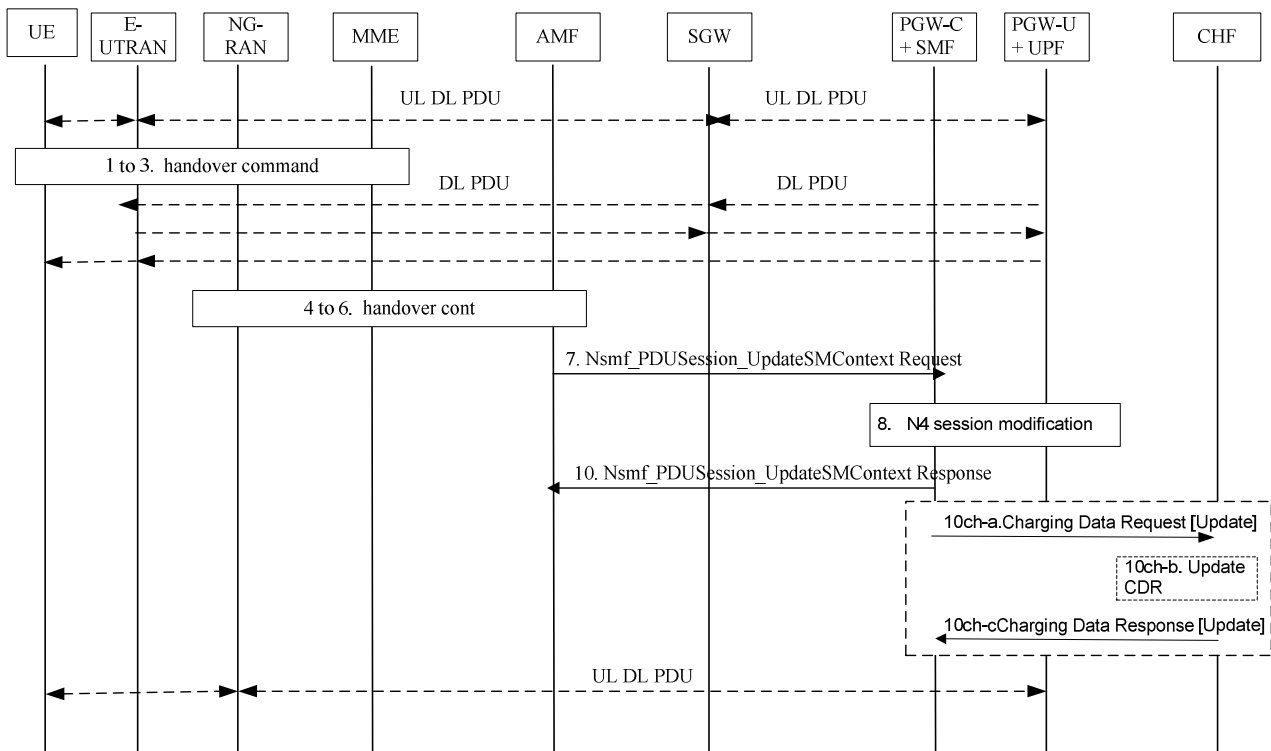 UE
E-
UTRAN
NG-
RAN
MME
AMF
SGW
PGW-C
+ SMF
PGW-U
+ UPF
CHF
UL DL PDU
UL DL PDU
1 to 3. handover command
DL PDU
DL PDU
4 to 6. handover cont
7. Nsmf_PDUSession_UpdateSMContext Request
8. N4 session modification
10. Nsmf_PDUSession_UpdateSMContext Response
10ch-a.Charging Data Request [Update]
10ch-b. Update
CDR
10ch-cCharging Data Response [Update]
UL DL PDU